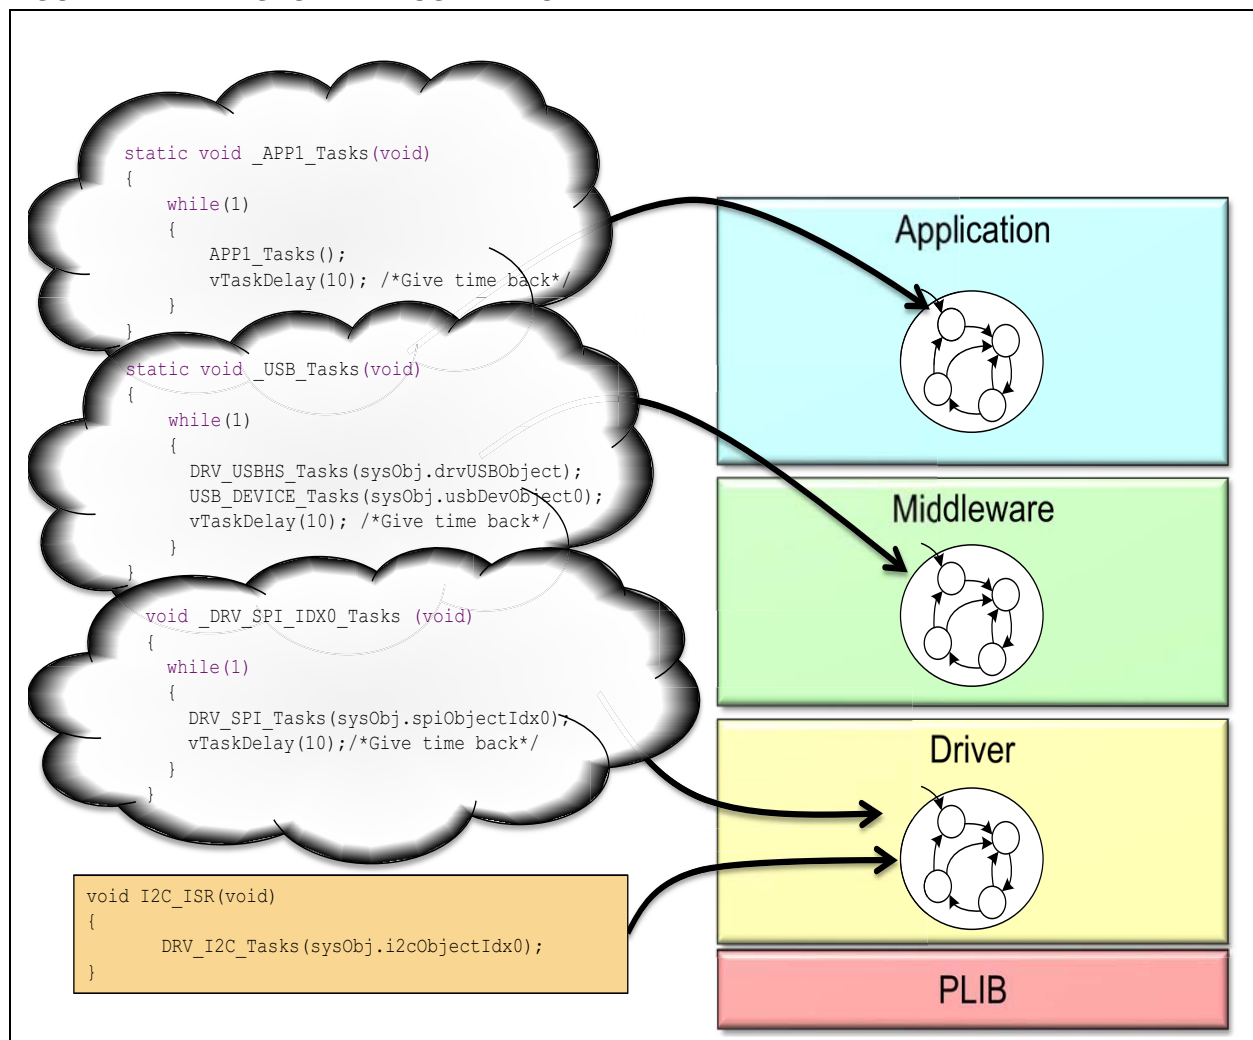 static void _APP1_Tasks(void)
{
while(1)
{
APP1_Tasks();
vTaskDelay(10); /*Give time back*/
}
}
static void _USB_Tasks(void)
{
while(1)
{
DRV_USBHS_Tasks(sysObj.drvUSBObject);
USB_DEVICE_Tasks(sysObj.usbDevObject0);
vTaskDelay(10); /*Give time back*/
}
}
void _DRV_SPI_IDX0_Tasks (void)
{
while(1)
{
DRV_SPI_Tasks(sysObj.spiObjectIdx0);
vTaskDelay(10);/*Give time back*/
}
}
void I2C_ISR(void)
{
DRV_I2C_Tasks(sysObj.i2cObjectIdx0);
}
Application
Middleware
Driver
PLIB